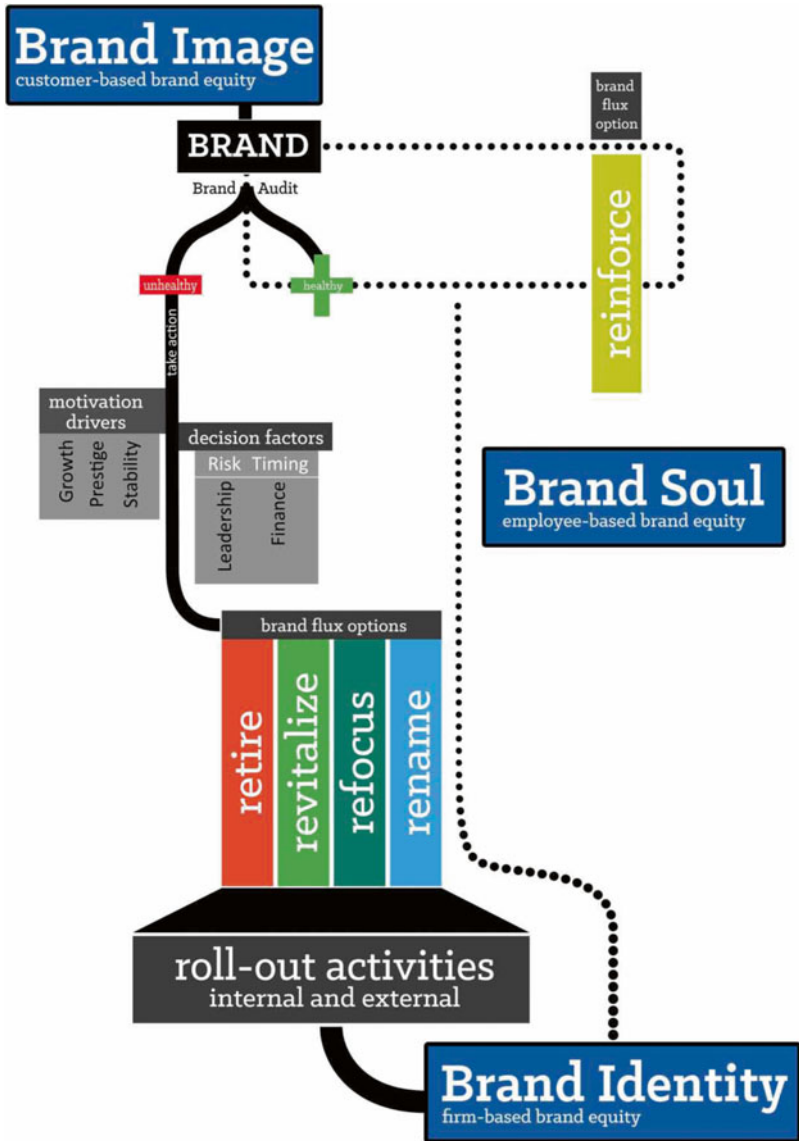 Brand Image
customer-based brand equity
brand
flux
option
BRAND
Brand Audit
reinforce
unhealthy
healthy
take action
motivation
drivers
Growth
Prestige
Stability
decision factors
Risk Timing
Leadership
Finance
Brand Soul
employee-based brand equity
brand flux options
retire
revitalize
refocus
rename
roll-out activities
internal and external
Brand Identity
firm-based brand equity